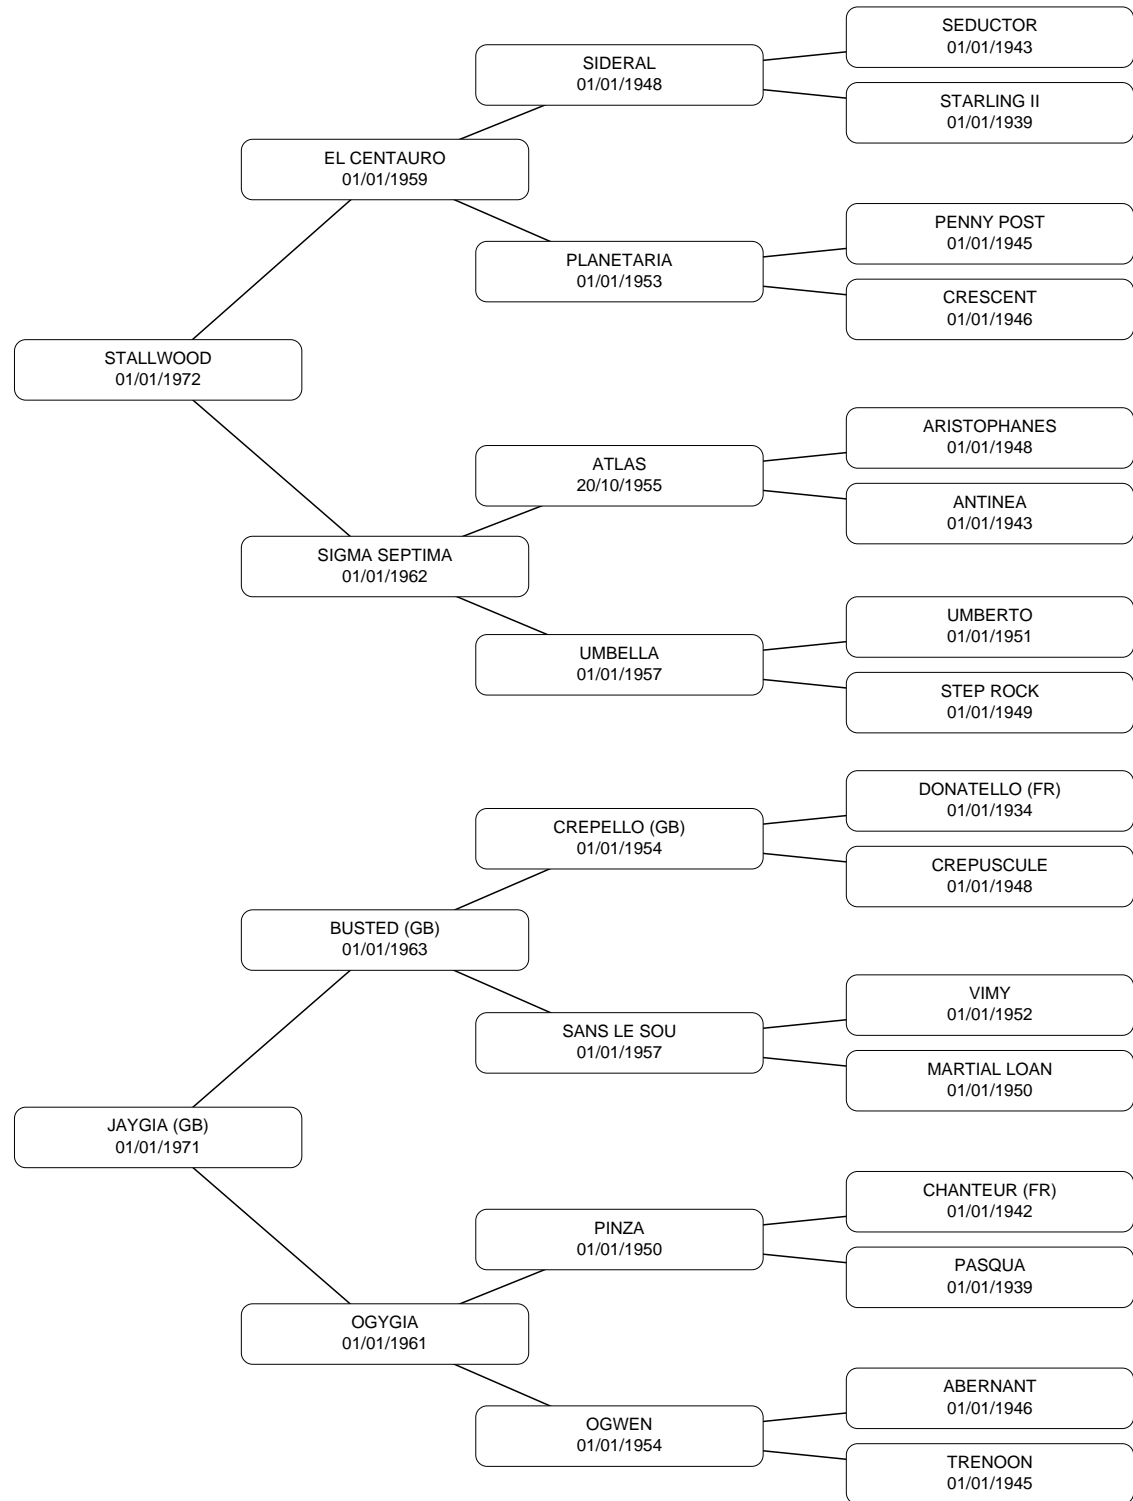 SEDUCTOR
01/01/1943
SIDERAL
01/01/1948
STARLING II
01/01/1939
EL CENTAURO
01/01/1959
PENNY POST
01/01/1945
PLANETARIA
01/01/1953
CRESCENT
01/01/1946
STALLWOOD
01/01/1972
ARISTOPHANES
01/01/1948
ATLAS
20/10/1955
ANTINEA
01/01/1943
SIGMA SEPTIMA
01/01/1962
UMBERTO
01/01/1951
UMBELLA
01/01/1957
STEP ROCK
01/01/1949
DONATELLO (FR)
01/01/1934
CREPELLO (GB)
01/01/1954
CREPUSCULE
01/01/1948
BUSTED (GB)
01/01/1963
VIMY
01/01/1952
SANS LE SOU
01/01/1957
MARTIAL LOAN
01/01/1950
JAYGIA (GB)
01/01/1971
CHANTEUR (FR)
01/01/1942
PINZA
01/01/1950
PASQUA
01/01/1939
OGYGIA
01/01/1961
ABERNANT
01/01/1946
OGWEN
01/01/1954
TRENOON
01/01/1945